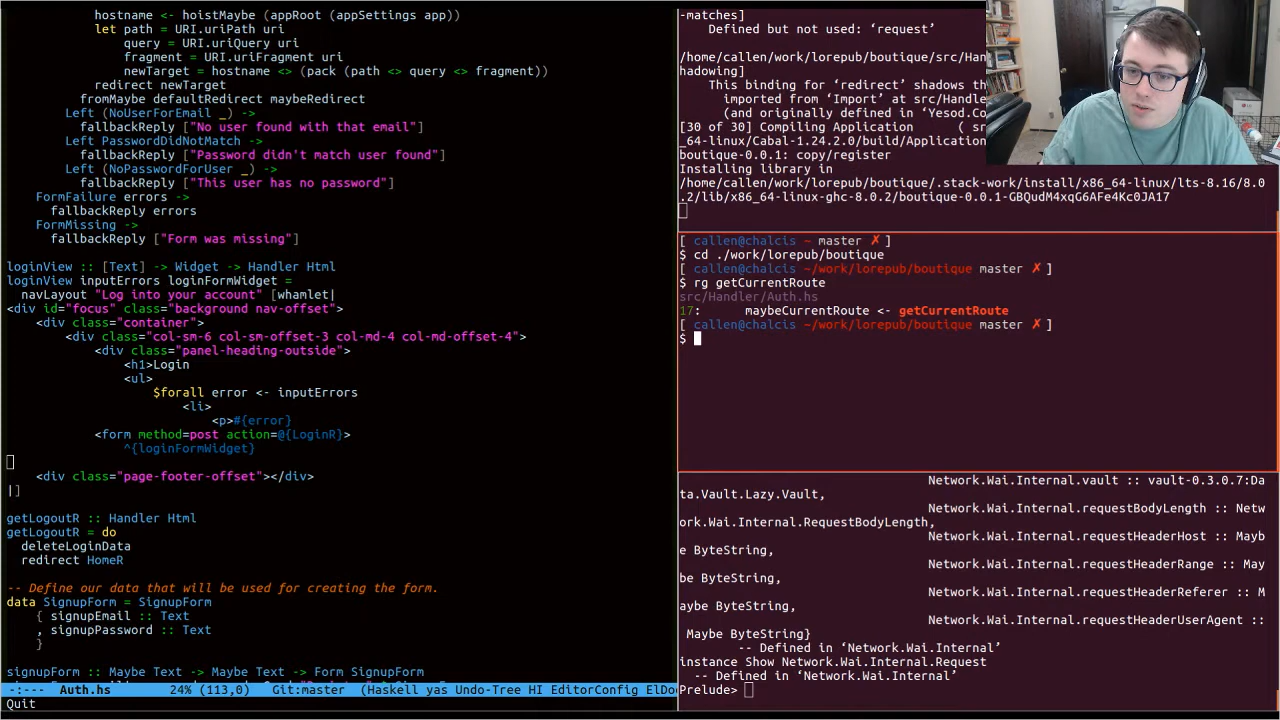 hostname <- hoistMaybe (appRoot (appSettings app))
let path = URI.uriPath uri
query = URI.uriQuery uri
fragment = URI.uriFragment uri
newTarget = hostname <> (pack (path <> query <> fragment))
redirect newTarget
fromMaybe defaultRedirect maybeRedirect
Left (NoUserForEmail _) ->
fallbackReply ["No user found with that email"]
Left PasswordDidNotMatch ->
fallbackReply ["Password didn't match user found"]
Left (NoPasswordForUser _) ->
fallbackReply ["This user has no password"]
FormFailure errors ->
fallbackReply errors
FormMissing ->
fallbackReply ["Form was missing"]
loginView :: [Text] -> Widget -> Handler Html
loginView inputErrors loginFormWidget =
navLayout "Log into your account" [whamlet|
<div id="focus" class="background nav-offset">
<div class="container">
<div class="col-sm-6 col-sm-offset-3 col-md-4 col-md-offset-4">
<div class="panel-heading-outside">
<h1>Login
<ul>
$forall error <- inputErrors
<li>
<p>#{error}
<form method=post action=@{LoginR}>
^{loginFormWidget}
<div class="page-footer-offset"></div>
|]
getLogoutR :: Handler Html
getLogoutR = do
deleteLoginData
redirect HomeR
-- Define our data that will be used for creating the form.
data SignupForm = SignupForm
{ signupEmail :: Text
, signupPassword :: Text
}
signupForm :: Maybe Text -> Maybe Text -> Form SignupForm
-:--- Auth.hs 24% (113,0) Git:master (Haskell yas Undo-Tree HI EditorConfig ElDo
Quit
-matches]
Defined but not used: ‘request’
/home/callen/work/lorepub/boutique/src/Han
hadowing]
This binding for ‘redirect’ shadows th
imported from ‘Import’ at src/Handle
(and originally defined in ‘Yesod.Co
[30 of 30] Compiling Application ( sr
_64-linux/Cabal-1.24.2.0/build/Application
boutique-0.0.1: copy/register
Installing library in
/home/callen/work/lorepub/boutique/.stack-work/install/x86_64-linux/lts-8.16/8.0
.2/lib/x86_64-linux-ghc-8.0.2/boutique-0.0.1-GBQudM4xqG6AFe4Kc0JA17
[ callen@chalcis ~ master ✗ ]
$ cd ./work/lorepub/boutique
[ callen@chalcis ~/work/lorepub/boutique master ✗ ]
$ rg getCurrentRoute
src/Handler/Auth.hs
17: maybeCurrentRoute <- getCurrentRoute
[ callen@chalcis ~/work/lorepub/boutique master ✗ ]
$
Network.Wai.Internal.vault :: vault-0.3.0.7:Da
ta.Vault.Lazy.Vault,
Network.Wai.Internal.requestBodyLength :: Netw
ork.Wai.Internal.RequestBodyLength,
Network.Wai.Internal.requestHeaderHost :: Mayb
e ByteString,
Network.Wai.Internal.requestHeaderRange :: May
be ByteString,
Network.Wai.Internal.requestHeaderReferer :: M
aybe ByteString,
Network.Wai.Internal.requestHeaderUserAgent ::
Maybe ByteString}
-- Defined in ‘Network.Wai.Internal’
instance Show Network.Wai.Internal.Request
-- Defined in ‘Network.Wai.Internal’
Prelude>